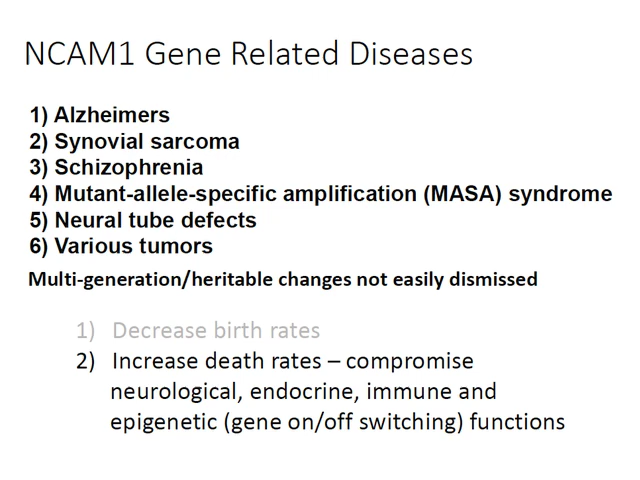 NCAM1 Gene Related Diseases
1) Alzheimers
2) Synovial sarcoma
3) Schizophrenia
4) Mutant-allele-specific amplification (MASA) syndrome
5) Neural tube defects
6) Various tumors
Multi-generation/heritable changes not easily dismissed
1) Decrease birth rates
2) Increase death rates – compromise
neurological, endocrine, immune and
epigenetic (gene on/off switching) functions